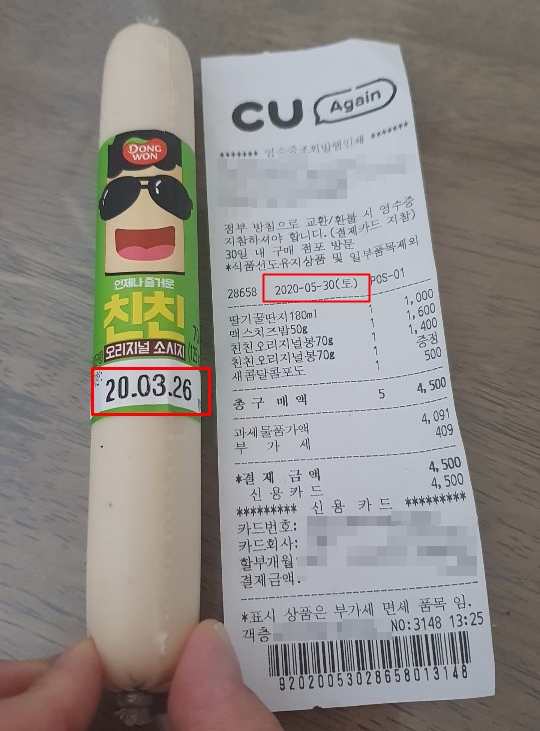 DONG
WON
언제나 즐거운
친친
오리지널 소시지
20.03.26
CU Again
******* 영수증조회발행인쇄 *******
정부 방침으로 교환/환불 시 영수증
지참하셔야 합니다.(결제카드 지참)
30일 내 구매 점포 방문
*식품선도유지상품 및 일부품목제외
28658 2020-05-30(토) POS-01
딸기꿀딴지180ml 1 1,000
맥스치즈밤50g 1 1,600
친친오리지널봉70g 1 1,400
친친오리지널봉70g 1 증정
새콤달콤포도 1 500
총 구 매 액 5 4,500
과세물품가액 4,091
부 가 세 409
*결 제 금 액 4,500
신 용 카 드 4,500
********* 신 용 카 드 *********
카드번호:
카드회사:
할부개월
결제금액.
*표시 상품은 부가세 면세 품목 임.
객층 NO:3148 13:25
92020053028658013148